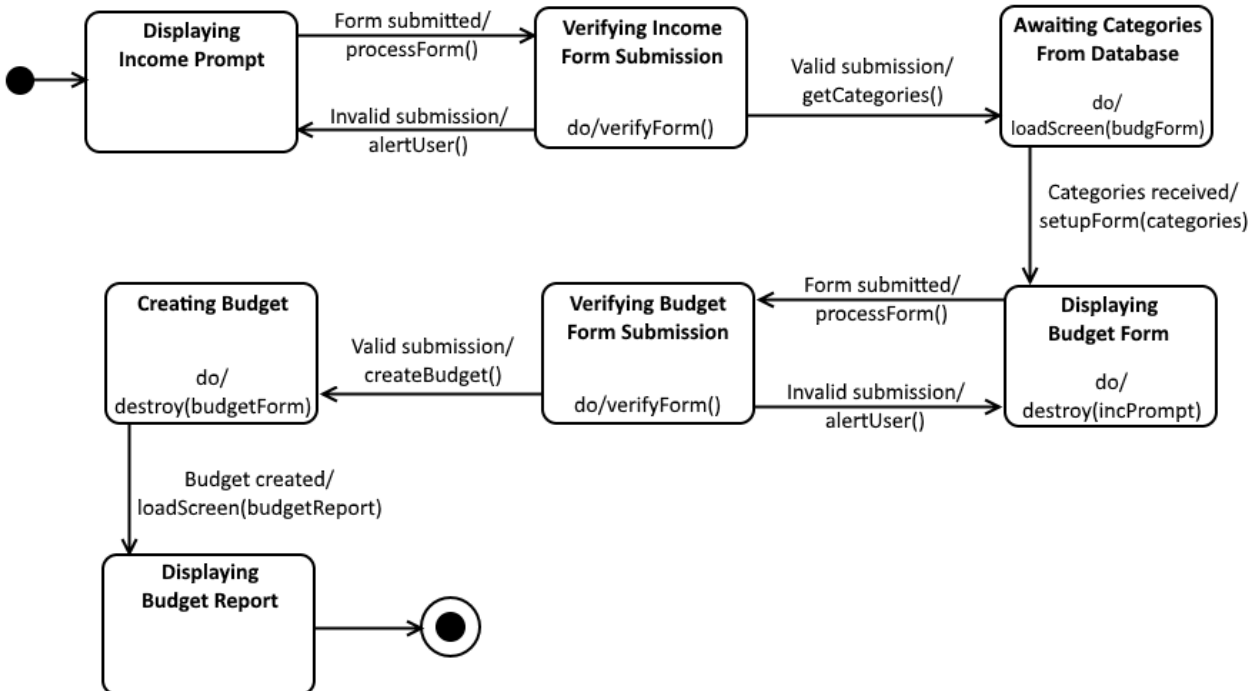 Displaying
Income Prompt
Form submitted/
processForm()
Invalid submission/
alertUser()
Verifying Income
Form Submission
do/verifyForm()
Valid submission/
getCategories()
Awaiting Categories
From Database
do/
loadScreen(budgForm)
Categories received/
setupForm(categories)
Displaying
Budget Form
do/
destroy(incPrompt)
Form submitted/
processForm()
Invalid submission/
alertUser()
Verifying Budget
Form Submission
do/verifyForm()
Valid submission/
createBudget()
Creating Budget
do/
destroy(budgetForm)
Budget created/
loadScreen(budgetReport)
Displaying
Budget Report